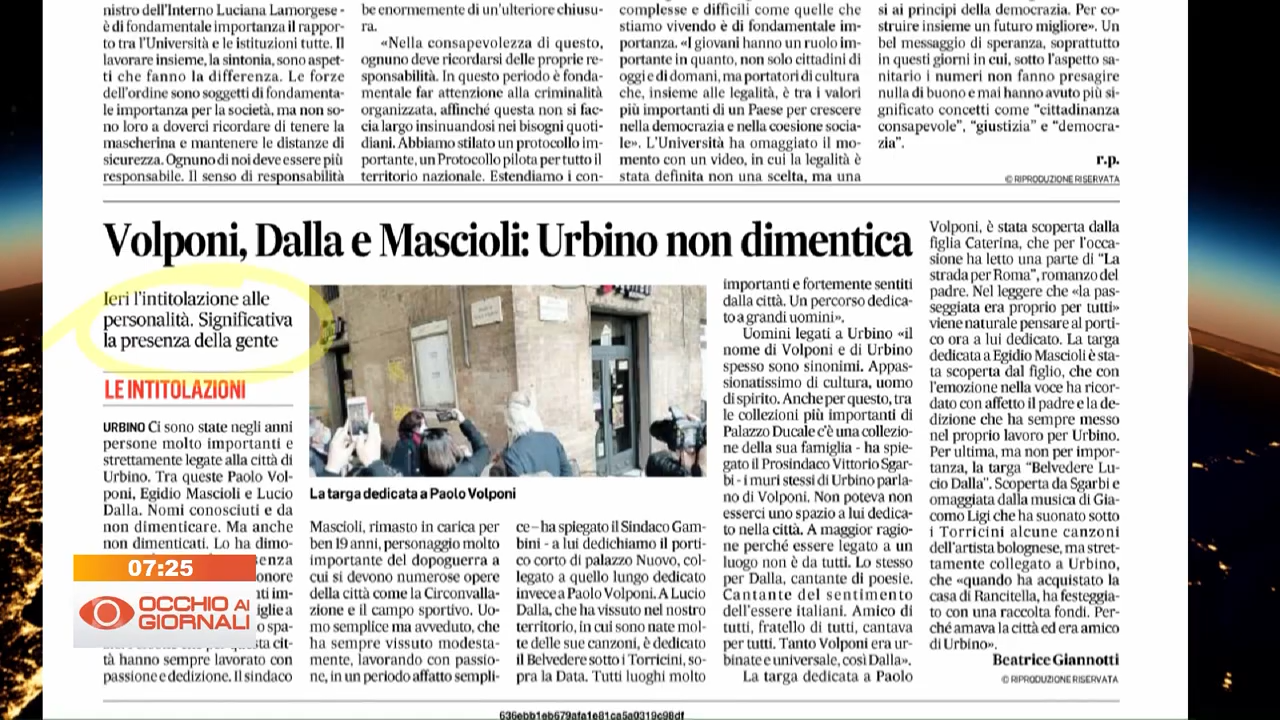 nistro dell'Interno Luciana Lamorgese -
è di fondamentale importanza il rappor-
to tra l'Università e le istituzioni tutte. Il
lavorare insieme, la sintonia, sono aspet-
ti che fanno la differenza. Le forze
dell'ordine sono soggetti di fondamenta-
le importanza per la società, ma non so-
no loro a doverci ricordare di tenere la
mascherina e mantenere le distanze di
sicurezza. Ognuno di noi deve essere più
responsabile. Il senso di responsabilità
be enormemente di un'ulteriore chiusu-
ra.
«Nella consapevolezza di questo,
ognuno deve ricordarsi delle proprie re-
sponsabilità. In questo periodo è fonda-
mentale far attenzione alla criminalità
organizzata, affinché questa non si fac-
cia largo insinuandosi nei bisogni quoti-
diani. Abbiamo stilato un protocollo im-
portante, un Protocollo pilota per tutto il
territorio nazionale. Estendiamo i con-
complesse e difficili come quelle che
stiamo vivendo è di fondamentale im-
portanza. «I giovani hanno un ruolo im-
portante in quanto, non solo cittadini di
oggi e di domani, ma portatori di cultura
che, insieme alle legalità, è tra i valori
più importanti di un Paese per crescere
nella democrazia e nella coesione socia-
le». L'Università ha omaggiato il mo-
mento con un video, in cui la legalità è
stata definita non una scelta, ma una
si ai principi della democrazia. Per co-
struire insieme un futuro migliore». Un
bel messaggio di speranza, soprattutto
in questi giorni in cui, sotto l'aspetto sa-
nitario i numeri non fanno presagire
nulla di buono e mai hanno avuto più si-
gnificato concetti come "cittadinanza
consapevole", "giustizia" e "democra-
zia".
r.p.
© RIPRODUZIONE RISERVATA
Volponi, Dalla e Mascioli: Urbino non dimentica
Ieri l'intitolazione alle
personalità. Significativa
la presenza della gente
LE INTITOLAZIONI
URBINO Ci sono state negli anni
persone molto importanti e
strettamente legate alla città di
Urbino. Tra queste Paolo Vol-
poni, Egidio Mascioli e Lucio
Dalla. Nomi conosciuti e da
non dimenticare. Ma anche
non dimenticati. Lo ha dimo-
senza
onore
ti im-
iglie a
o spa-
ta cit-
tà hanno sempre lavorato con
passione e dedizione. Il sindaco
La targa dedicata a Paolo Volponi
Mascioli, rimasto in carica per
ben 19 anni, personaggio molto
importante del dopoguerra a
cui si devono numerose opere
della città come la Circonvalla-
zione e il campo sportivo. Uo-
mo semplice ma avveduto, che
ha sempre vissuto modesta-
mente, lavorando con passio-
ne, in un periodo affatto sempli-
ce – ha spiegato il Sindaco Gam-
bini - a lui dedichiamo il porti-
co corto di palazzo Nuovo, col-
legato a quello lungo dedicato
invece a Paolo Volponi. A Lucio
Dalla, che ha vissuto nel nostro
territorio, in cui sono nate mol-
te delle sue canzoni, è dedicato
il Belvedere sotto i Torricini, so-
pra la Data. Tutti luoghi molto
importanti e fortemente sentiti
dalla città. Un percorso dedica-
to a grandi uomini».
Uomini legati a Urbino «il
nome di Volponi e di Urbino
spesso sono sinonimi. Appas-
sionatissimo di cultura, uomo
di spirito. Anche per questo, tra
le collezioni più importanti di
Palazzo Ducale c'è una collezio-
ne della sua famiglia - ha spie-
gato il Prosindaco Vittorio Sgar-
bi - i muri stessi di Urbino parla-
no di Volponi. Non poteva non
esserci uno spazio a lui dedica-
to nella città. A maggior ragio-
ne perché essere legato a un
luogo non è da tutti. Lo stesso
per Dalla, cantante di poesie.
Cantante del sentimento
dell'essere italiani. Amico di
tutti, fratello di tutti, cantava
per tutti. Tanto Volponi era ur-
binate e universale, così Dalla».
La targa dedicata a Paolo
Volponi, è stata scoperta dalla
figlia Caterina, che per l'occa-
sione ha letto una parte di "La
strada per Roma", romanzo del
padre. Nel leggere che «la pas-
seggiata era proprio per tutti»
viene naturale pensare al porti-
co ora a lui dedicato. La targa
dedicata a Egidio Mascioli è sta-
ta scoperta dal figlio, che con
l'emozione nella voce ha ricor-
dato con affetto il padre e la de-
dizione che ha sempre messo
nel proprio lavoro per Urbino.
Per ultima, ma non per impor-
tanza, la targa "Belvedere Lu-
cio Dalla". Scoperta da Sgarbi e
omaggiata dalla musica di Gia-
como Ligi che ha suonato sotto
i Torricini alcune canzoni
dell'artista bolognese, ma stret-
tamente collegato a Urbino,
che «quando ha acquistato la
casa di Rancitella, ha festeggia-
to con una raccolta fondi. Per-
ché amava la città ed era amico
di Urbino».
Beatrice Giannotti
© RIPRODUZIONE RISERVATA
07:25
OCCHIO AI
GIORNALI
636ebb1eb679afa1e81ca5a0319c98df